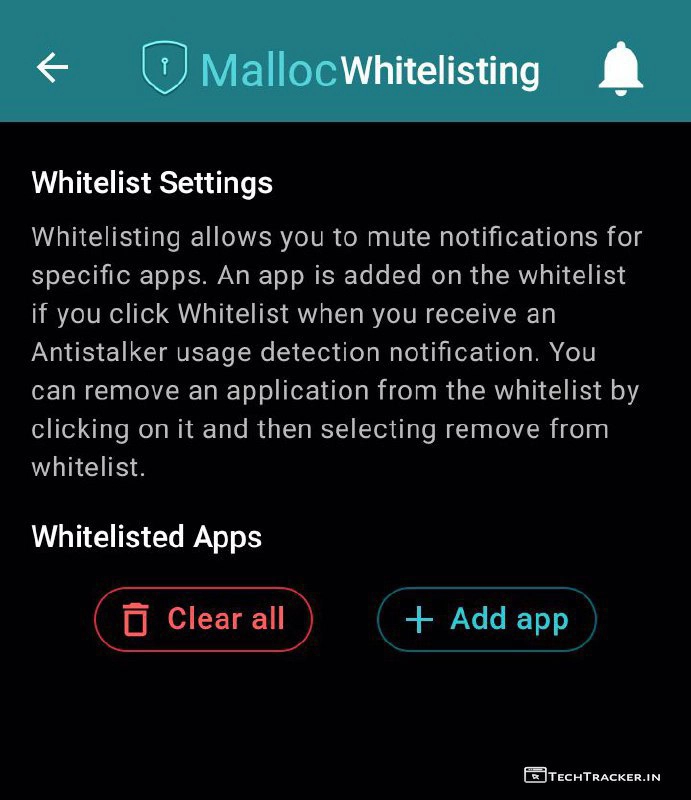 Malloc Whitelisting
Whitelist Settings
Whitelisting allows you to mute notifications for
specific apps. An app is added on the whitelist
if you click Whitelist when you receive an
Antistalker usage detection notification. You
can remove an application from the whitelist by
clicking on it and then selecting remove from
whitelist.
Whitelisted Apps
Clear all
Add app
TECHTRACKER.IN